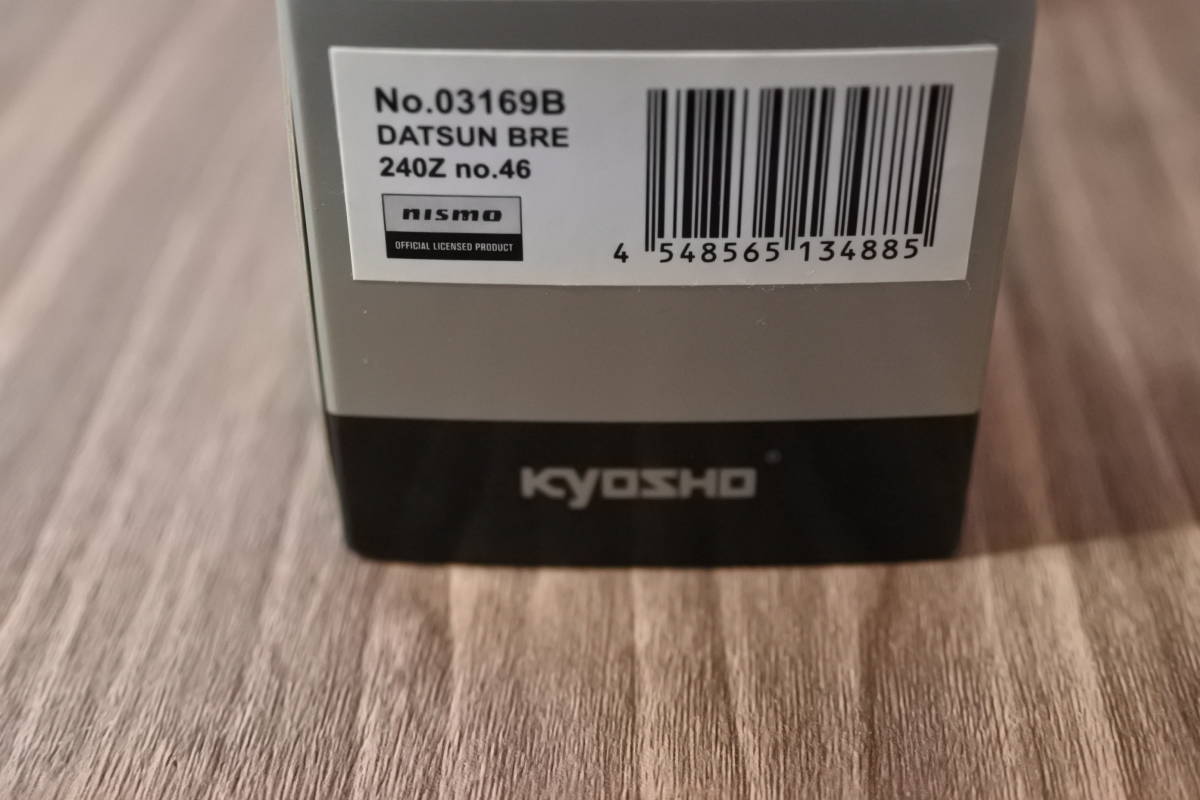 No.03169B
DATSUN BRE
240Z no.46
nismo
OFFICIAL LICENSED PRODUCT
4 548565 134885
KYOSHO